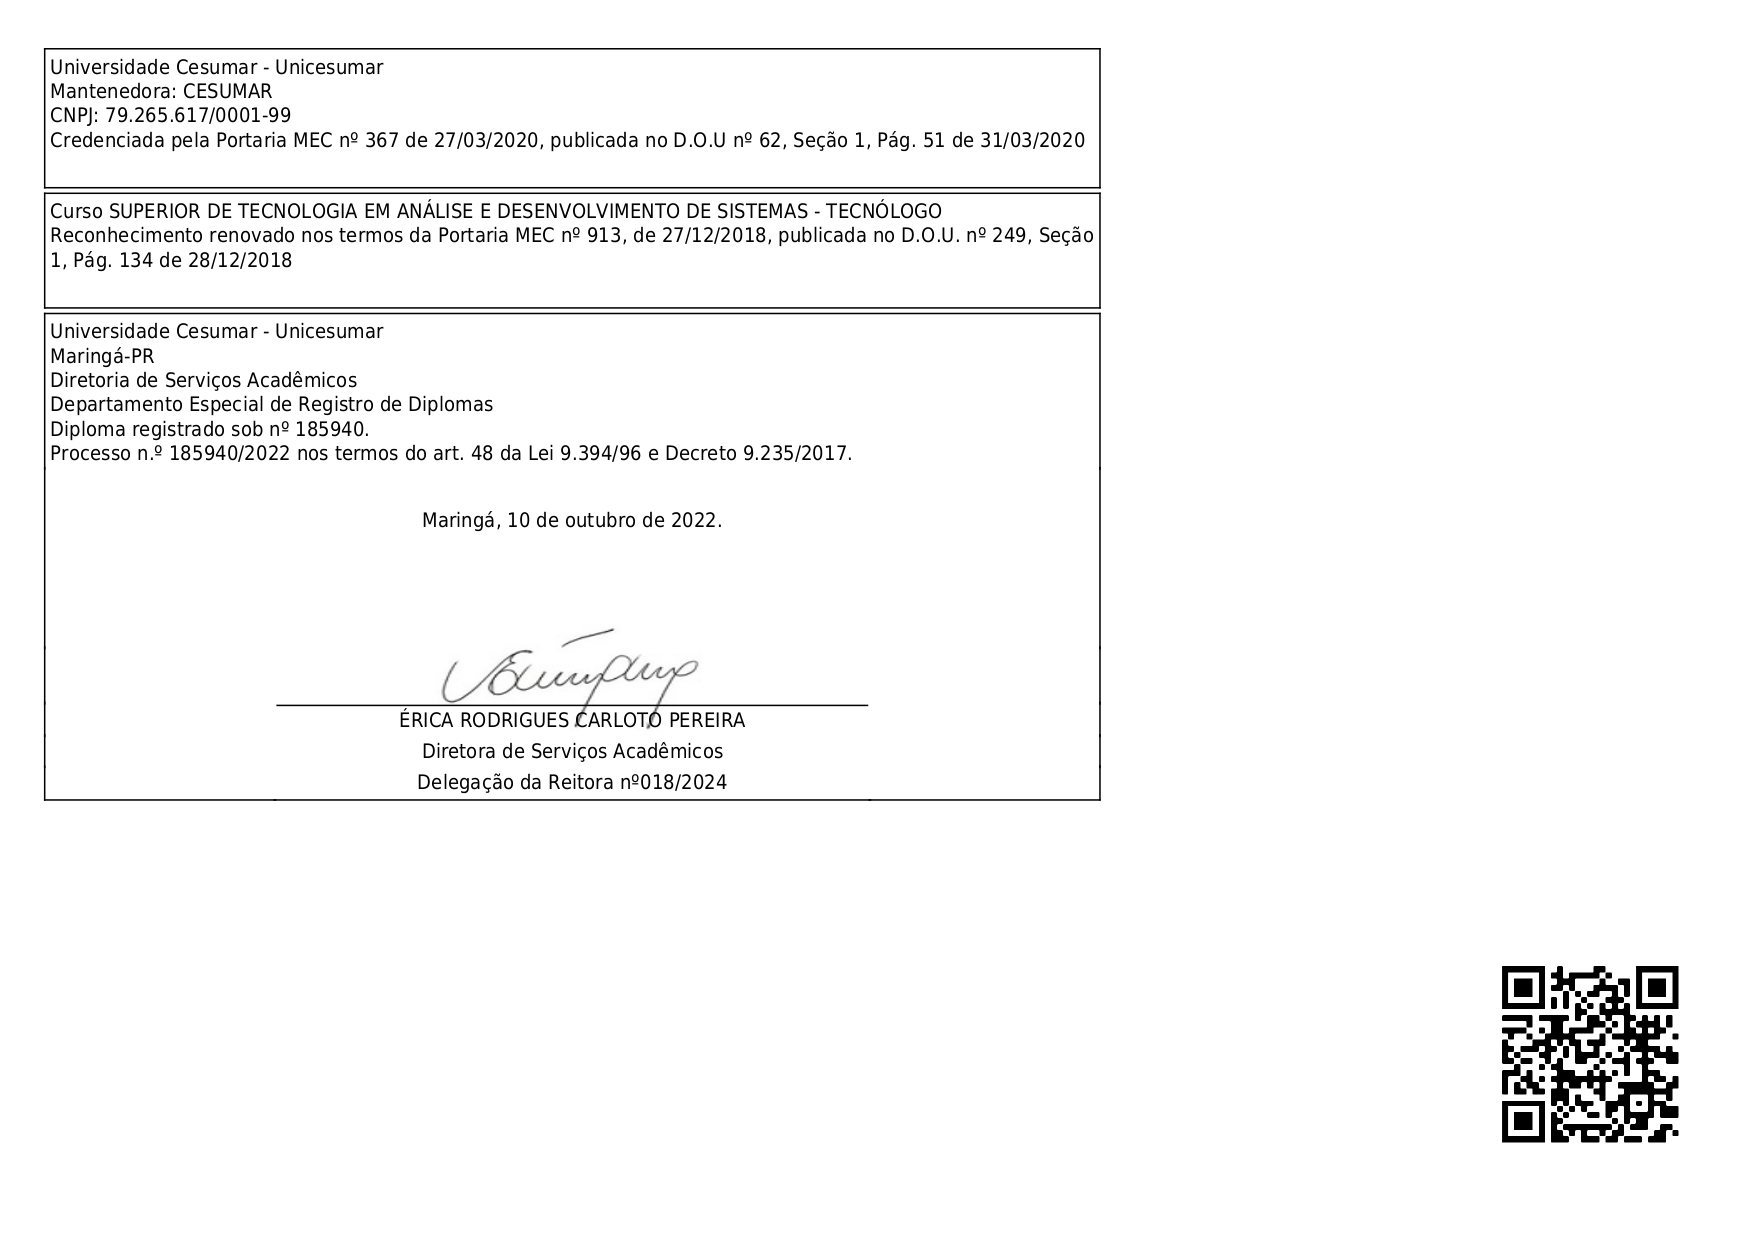 Universidade Cesumar - Unicesumar
Mantenedora: CESUMAR
CNPJ: 79.265.617/0001-99
Credenciada pela Portaria MEC nº 367 de 27/03/2020, publicada no D.O.U nº 62, Seção 1, Pág. 51 de 31/03/2020
Curso SUPERIOR DE TECNOLOGIA EM ANÁLISE E DESENVOLVIMENTO DE SISTEMAS - TECNÓLOGO
Reconhecimento renovado nos termos da Portaria MEC nº 913, de 27/12/2018, publicada no D.O.U. nº 249, Seção
1, Pág. 134 de 28/12/2018
Universidade Cesumar - Unicesumar
Maringá-PR
Diretoria de Serviços Acadêmicos
Departamento Especial de Registro de Diplomas
Diploma registrado sob nº 185940.
Processo n.º 185940/2022 nos termos do art. 48 da Lei 9.394/96 e Decreto 9.235/2017.
Maringá, 10 de outubro de 2022.
ÉRICA RODRIGUES CARLOTO PEREIRA
Diretora de Serviços Acadêmicos
Delegação da Reitora nº018/2024